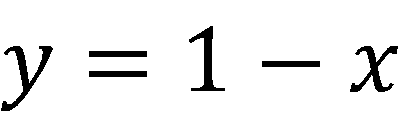 y = 1 − x